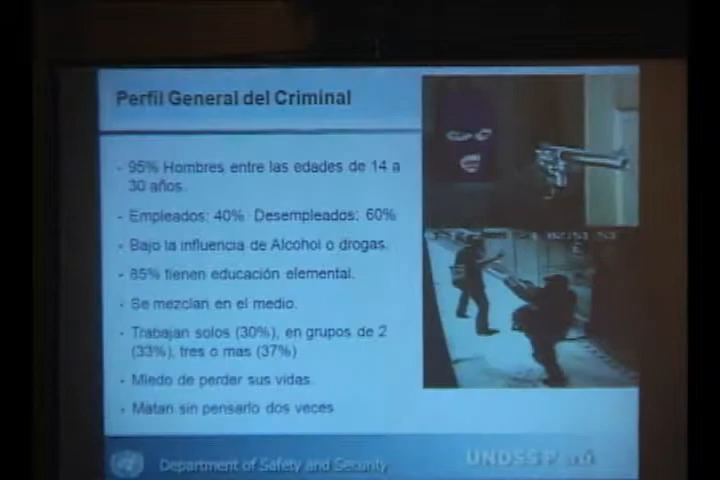 Perfil General del Criminal
- 95% Hombres entre las edades de 14 a
30 años.
- Empleados: 40% Desempleados: 60%
- Bajo la influencia de Alcohol o drogas.
- 85% tienen educación elemental.
- Se mezclan en el medio.
- Trabajan solos (30%), en grupos de 2
(33%), tres o mas (37%)
- Miedo de perder sus vidas.
- Matan sin pensarlo dos veces
Department of Safety and Security
UNDSS Perú